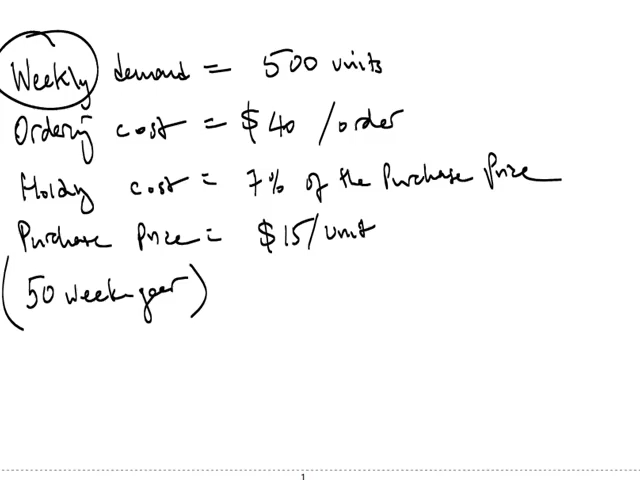 Weekly demand = 500 units
Ordering cost = $40 /order
Holding cost = 7% of the Purchase Price
Purchase Price = $15/unit
(50 week-year)
1